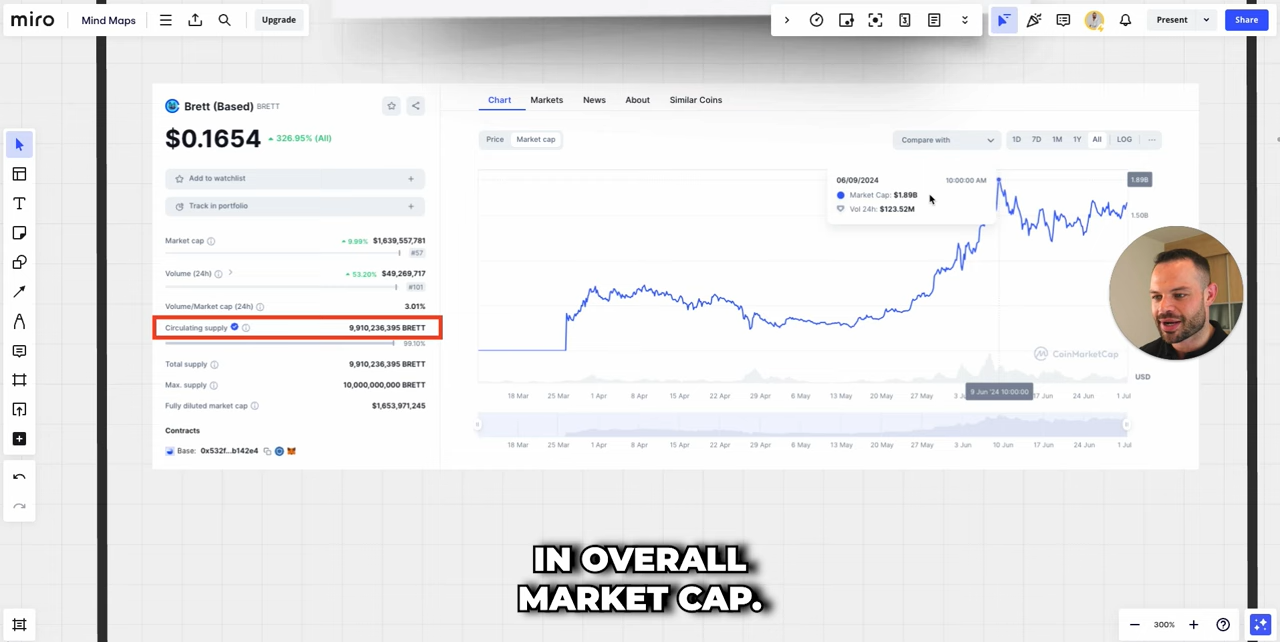 miro
Mind Maps
Upgrade
3
Present
Share
Brett (Based) BRETT
$0.1654
326.95% (All)
Add to watchlist +
Track in portfolio +
Market cap 9.99% $1,639,557,781
#57
Volume (24h) 53.20% $49,269,717
#101
Volume/Market cap (24h) 3.01%
Circulating supply 9,910,236,395 BRETT
99.10%
Total supply 9,910,236,395 BRETT
Max. supply 10,000,000,000 BRETT
Fully diluted market cap $1,653,971,245
Contracts
Base: 0x532f...b142e4
Chart Markets News About Similar Coins
Price Market cap
Compare with
1D 7D 1M 1Y All LOG ...
06/09/2024 10:00:00 AM
Market Cap: $1.89B
Vol 24h: $123.52M
1.89B
1.50B
CoinMarketCap
USD
9 Jun '24 10:00:00
18 Mar 25 Mar 1 Apr 8 Apr 15 Apr 22 Apr 29 Apr 6 May 13 May 20 May 27 May 3 17 Jun 24 Jun 1 Jul
18 Mar 25 Mar 1 Apr 8 Apr 15 Apr 22 Apr 29 Apr 6 May 13 May 20 May 27 May 3 Jun 10 Jun 17 Jun 24 Jun 1 Jul
IN OVERALL
MARKET CAP.
300%